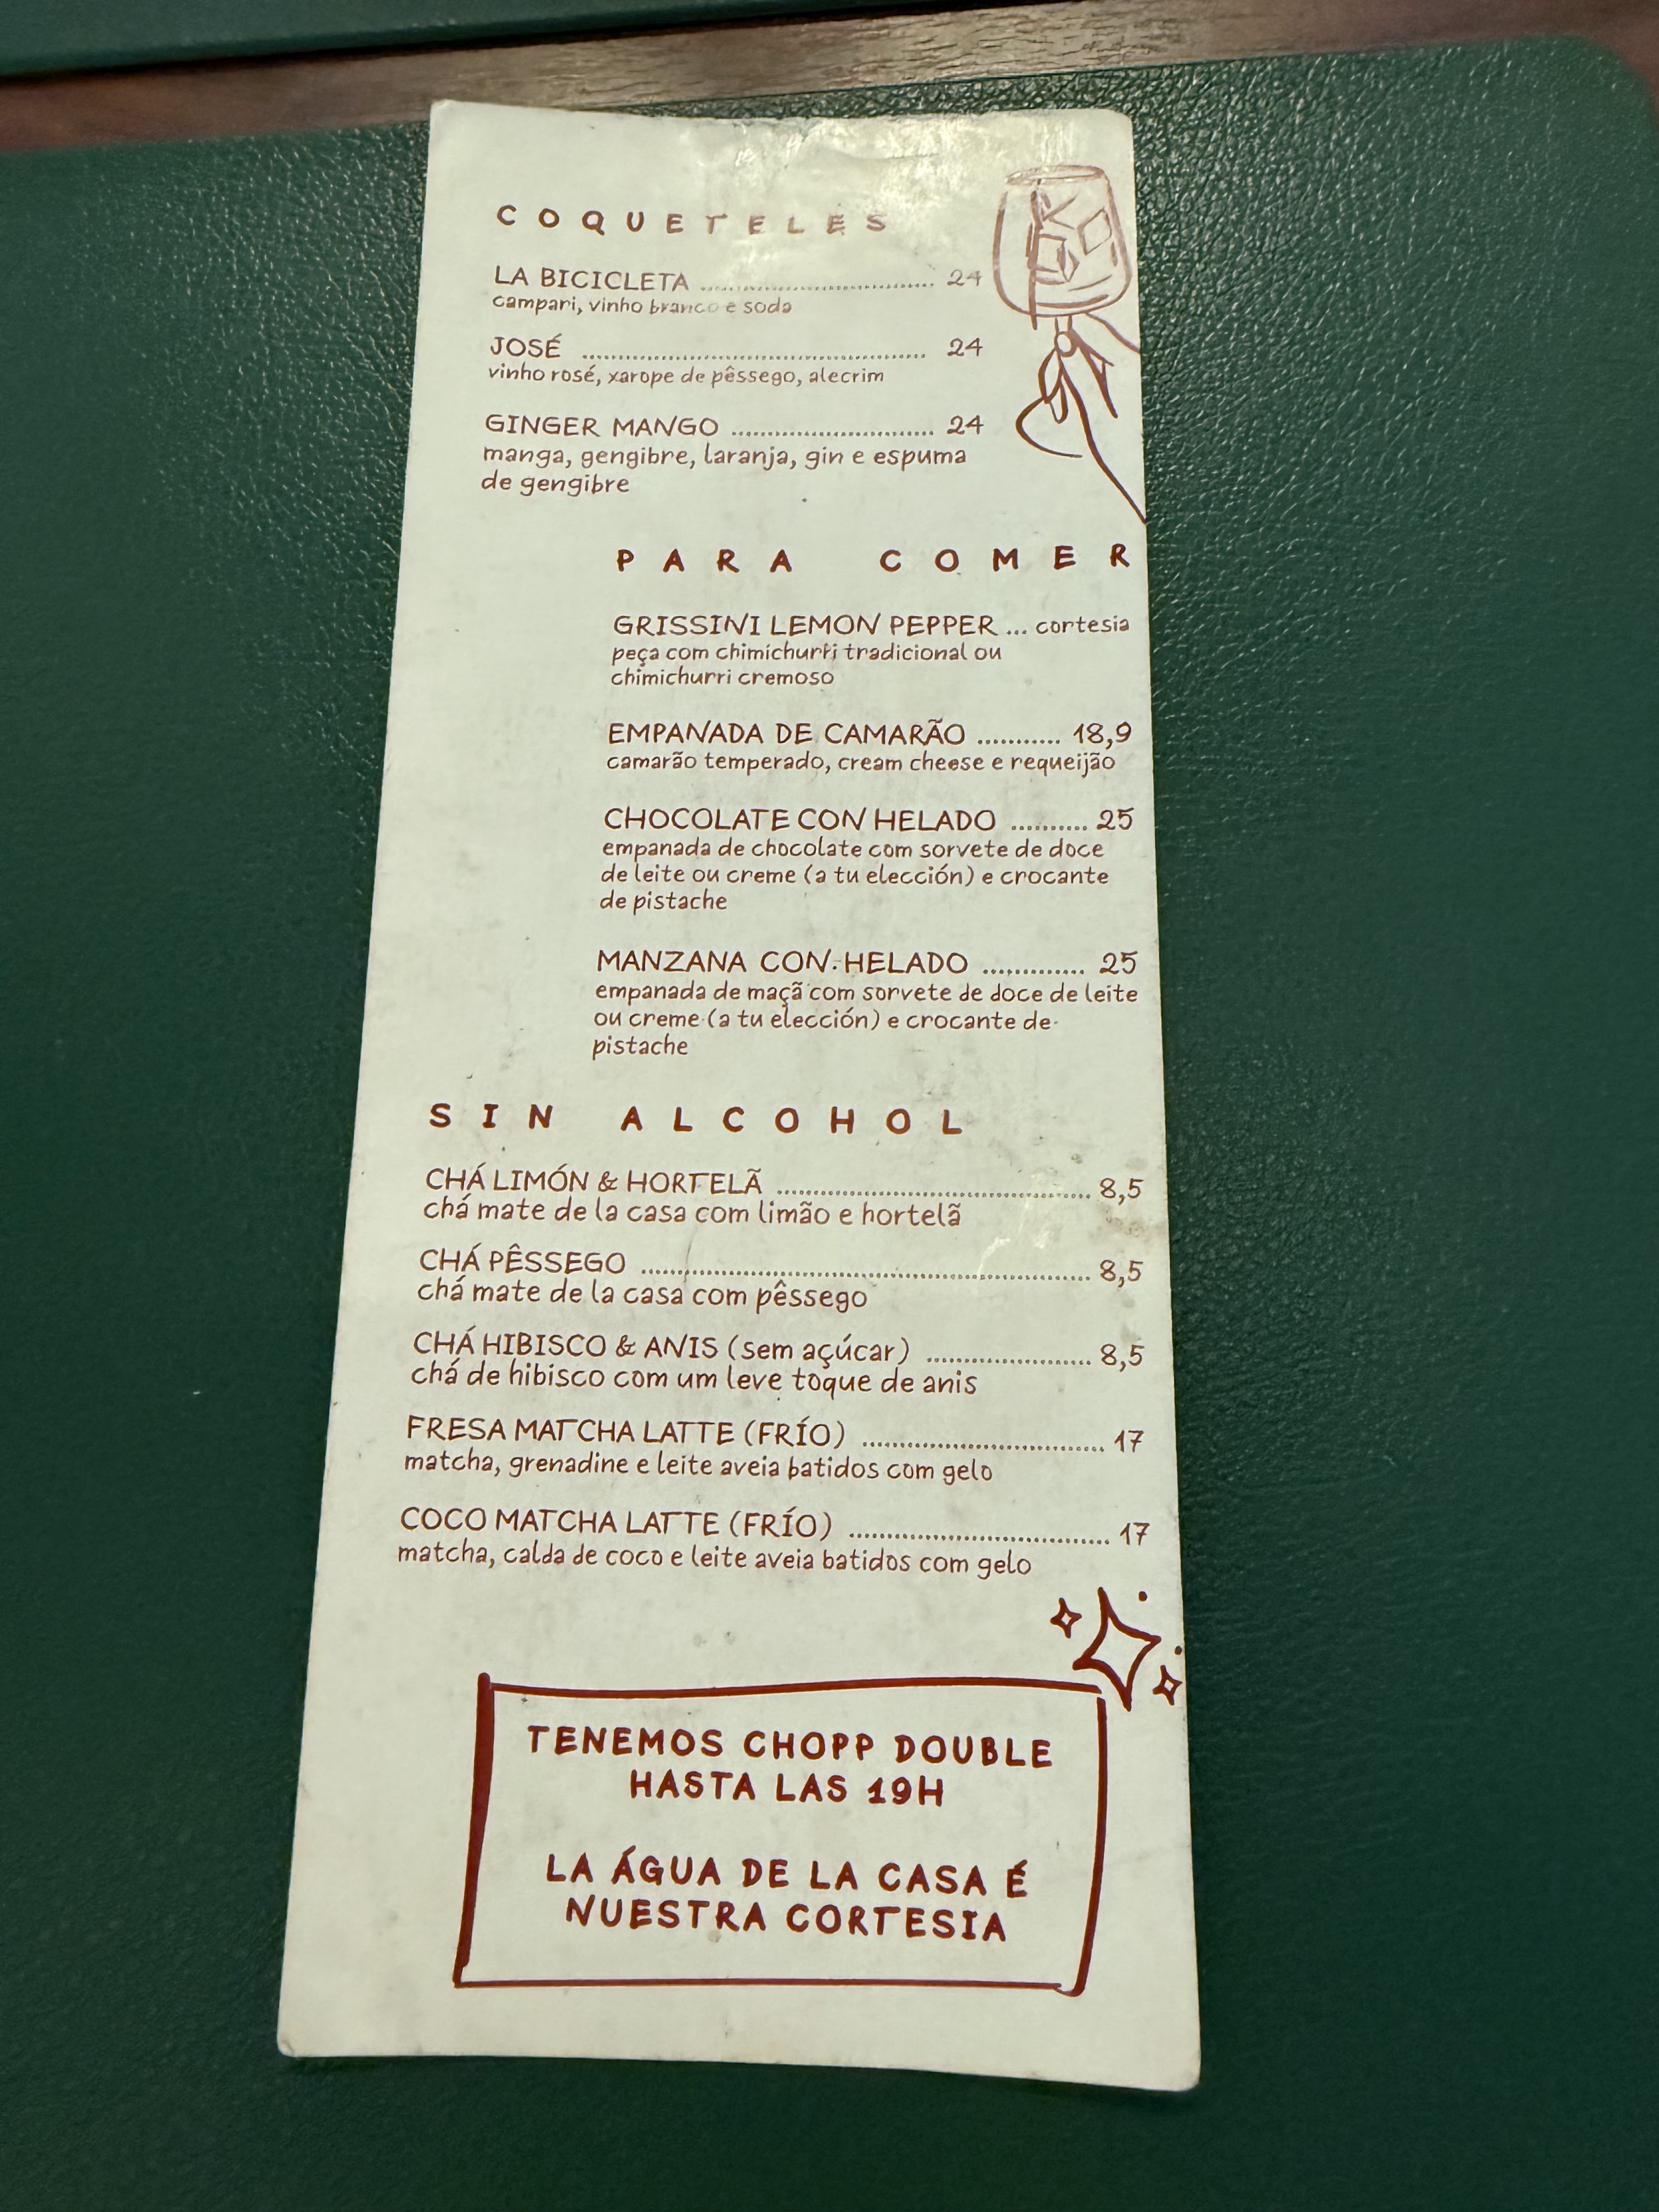 COQUETELES
LA BICICLETA ........ 24
campari, vinho branco e soda
JOSÉ ........ 24
vinho rosé, xarope de pêssego, alecrim
GINGER MANGO ........ 24
manga, gengibre, laranja, gin e espuma
de gengibre
PARA COMER
GRISSINI LEMON PEPPER ... cortesia
peça com chimichurri tradicional ou
chimichurri cremoso
EMPANADA DE CAMARÃO ........ 18,9
camarão temperado, cream cheese e requeijão
CHOCOLATE CON HELADO ........ 25
empanada de chocolate com sorvete de doce
de leite ou creme (a tu elección) e crocante
de pistache
MANZANA CON HELADO ........ 25
empanada de maçã com sorvete de doce de leite
ou creme (a tu elección) e crocante de
pistache
SIN ALCOHOL
CHÁ LIMÓN & HORTELÃ ........ 8,5
chá mate de la casa com limão e hortelã
CHÁ PÊSSEGO ........ 8,5
chá mate de la casa com pêssego
CHÁ HIBISCO & ANIS (sem açúcar) ........ 8,5
chá de hibisco com um leve toque de anis
FRESA MATCHA LATTE (FRÍO) ........ 17
matcha, grenadine e leite aveia batidos com gelo
COCO MATCHA LATTE (FRÍO) ........ 17
matcha, calda de coco e leite aveia batidos com gelo
TENEMOS CHOPP DOUBLE
HASTA LAS 19H
LA ÁGUA DE LA CASA É
NUESTRA CORTESIA